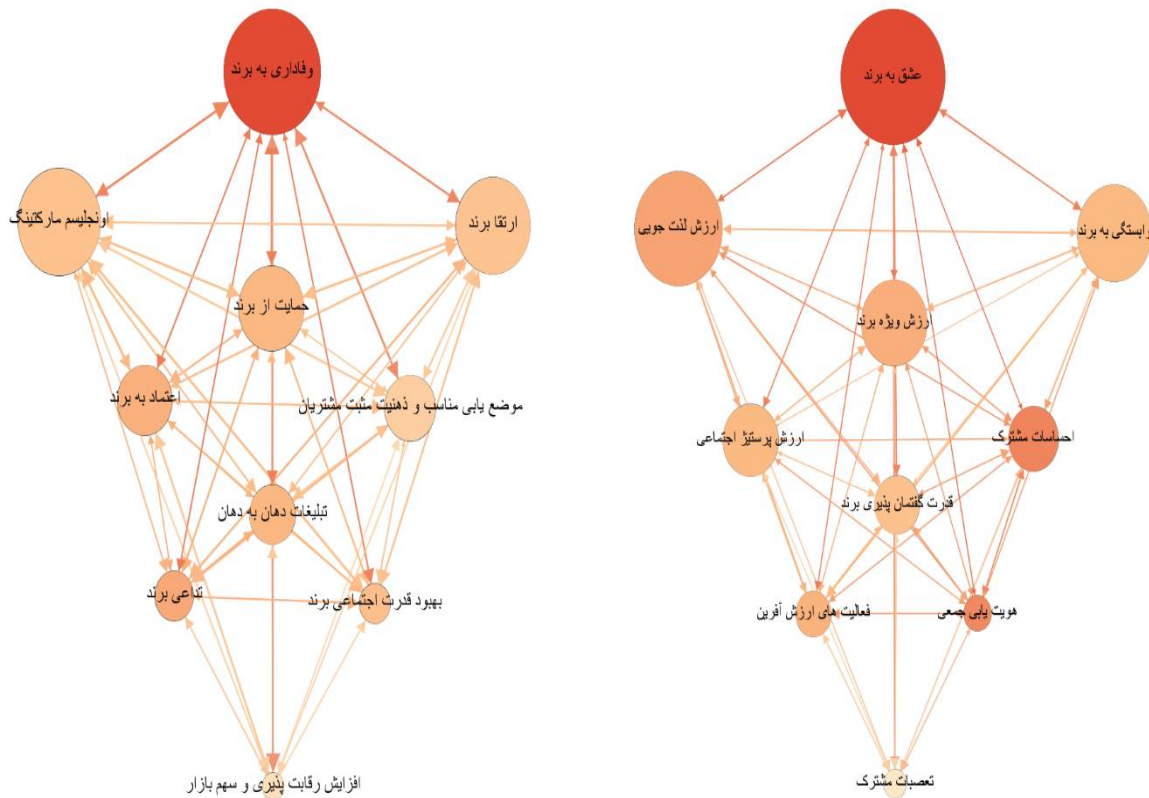 وفاداری به برند
اونجلیسم مارکتینگ
ارتقا برند
حمایت از برند
اعتماد به برند
موضع یابی مناسب و ذهنیت مثبت مشتریان
تبلیغات دهان به دهان
تداعی برند
بهبود قدرت اجتماعی برند
افزایش رقابت پذیری و سهم بازار
عشق به برند
ارزش لذت جویی
وابستگی به برند
ارزش ویژه برند
ارزش پرستیژ اجتماعی
احساسات مشترک
قدرت گفتمان پذیری برند
فعالیت های ارزش آفرین
هویت یابی جمعی
تعصبات مشترک